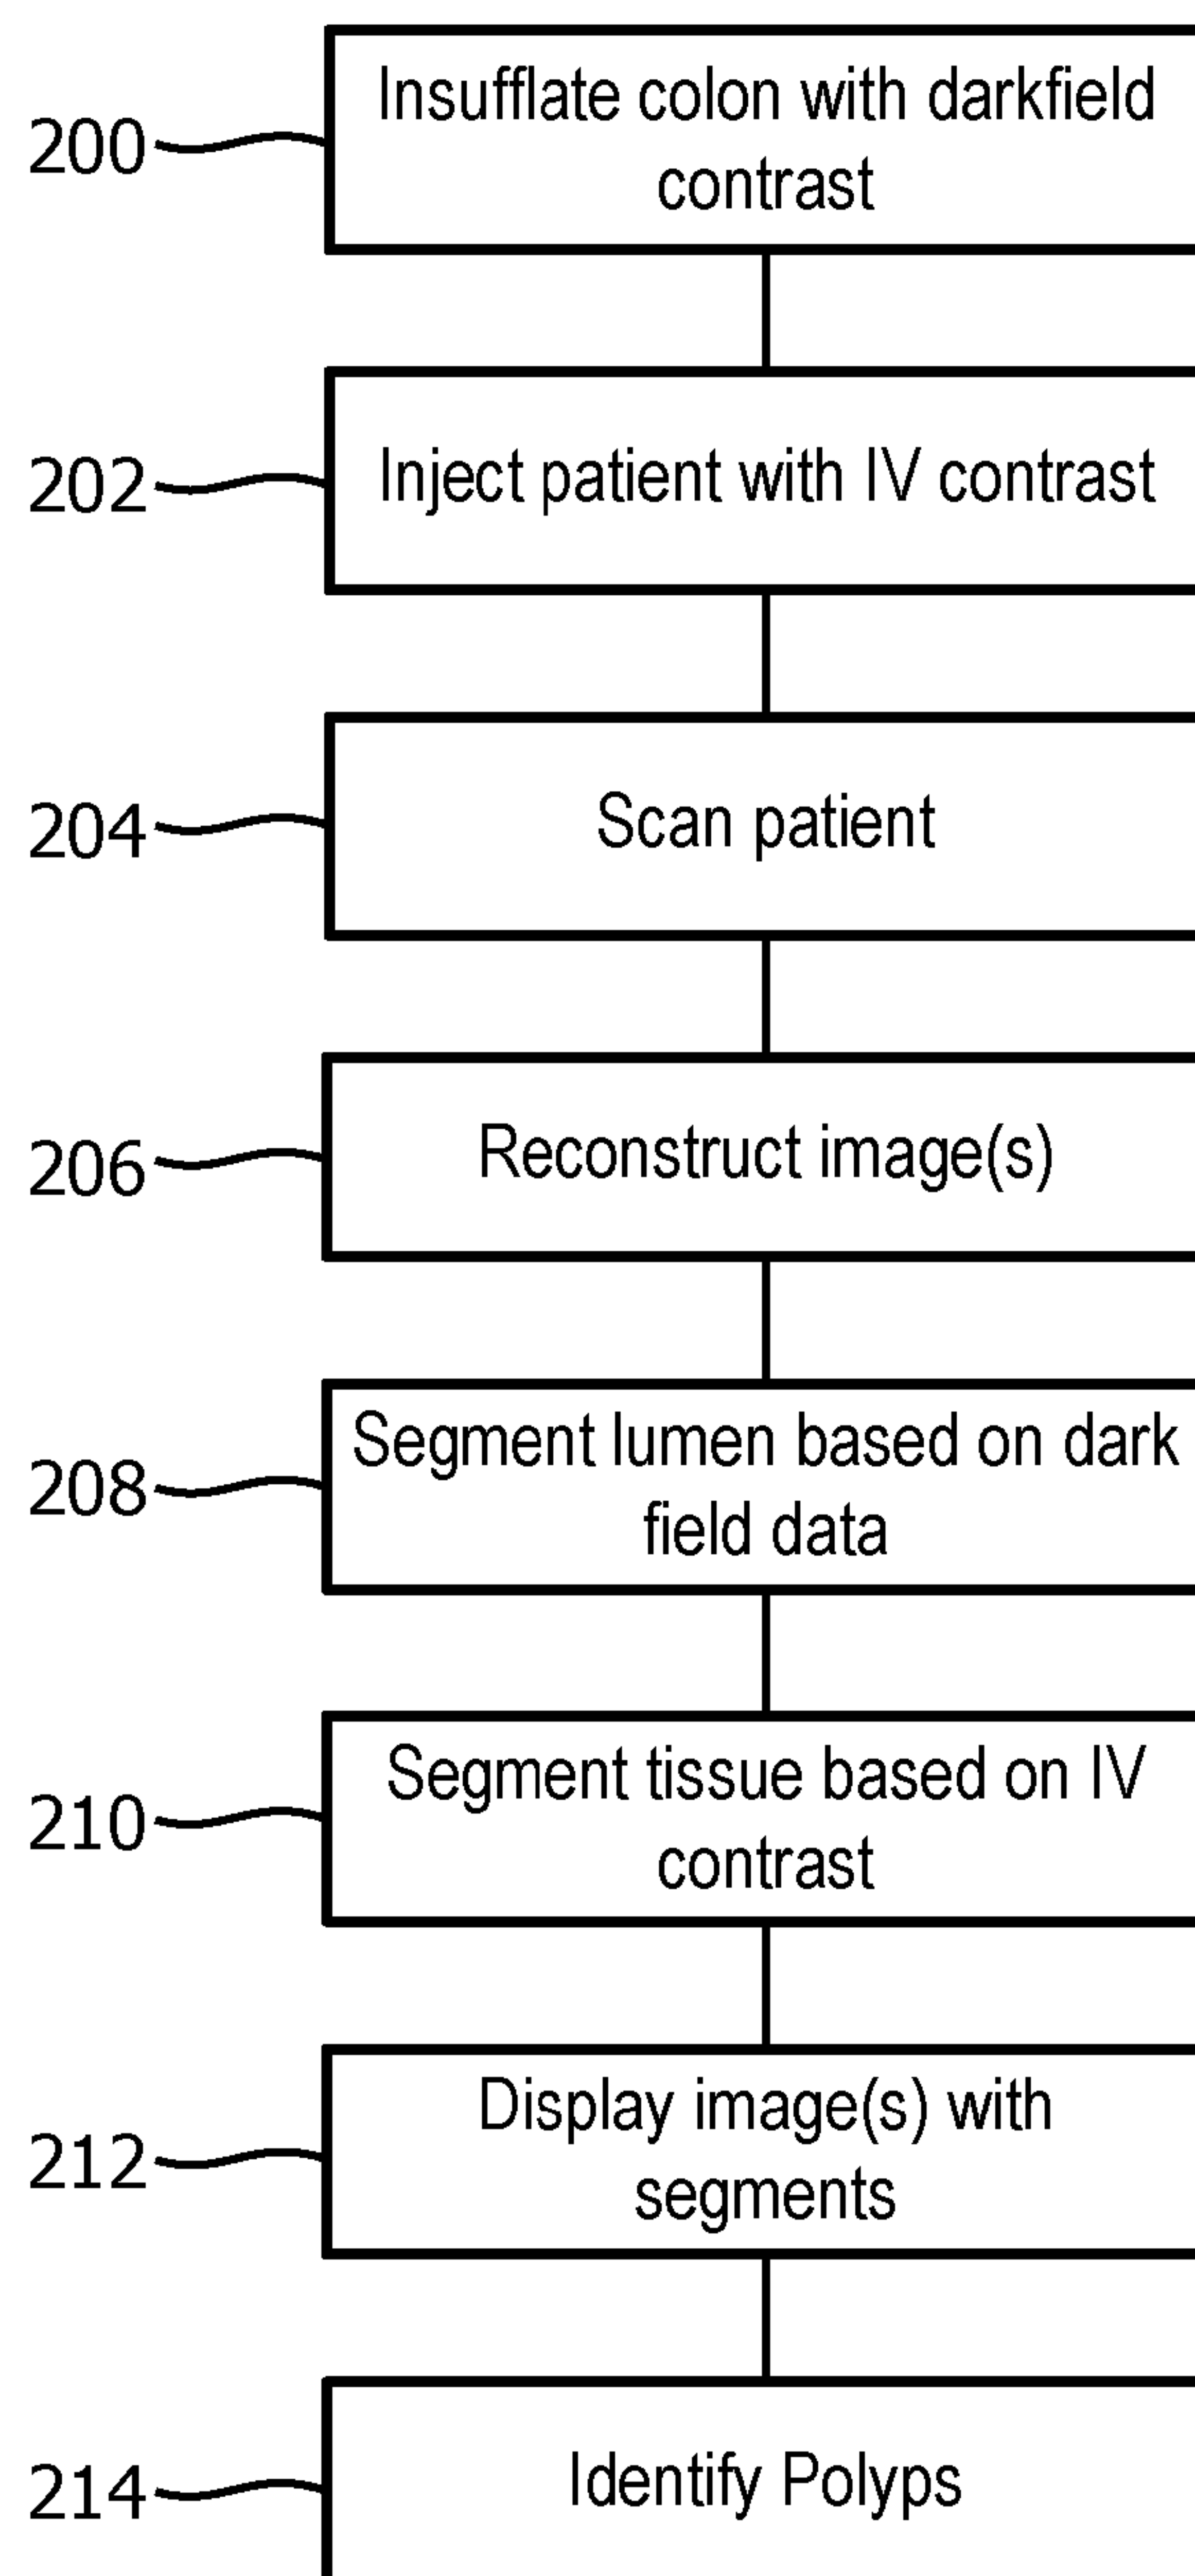 200
Insufflate colon with darkfield
contrast
202
Inject patient with IV contrast
204
Scan patient
206
Reconstruct image(s)
208
Segment lumen based on dark
field data
210
Segment tissue based on IV
contrast
212
Display image(s) with
segments
214
Identify Polyps